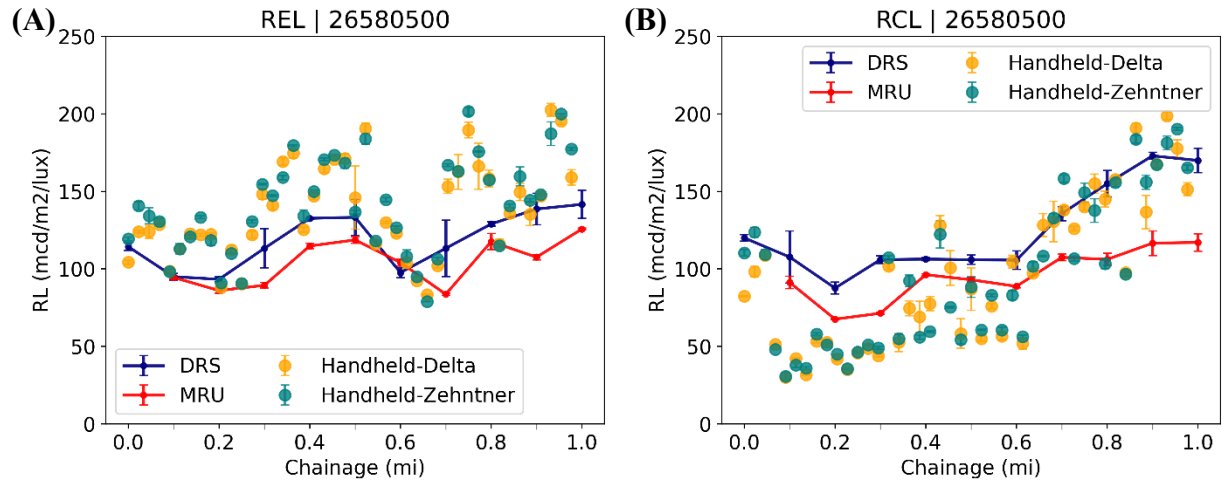 (A)
REL | 26580500
RL (mcd/m2/lux)
250
200
150
100
50
0
DRS
MRU
Handheld-Delta
Handheld-Zehntner
0.0 0.2 0.4 0.6 0.8 1.0
Chainage (mi)
(B)
RCL | 26580500
RL (mcd/m2/lux)
250
200
150
100
50
0
DRS
MRU
Handheld-Delta
Handheld-Zehntner
0.0 0.2 0.4 0.6 0.8 1.0
Chainage (mi)